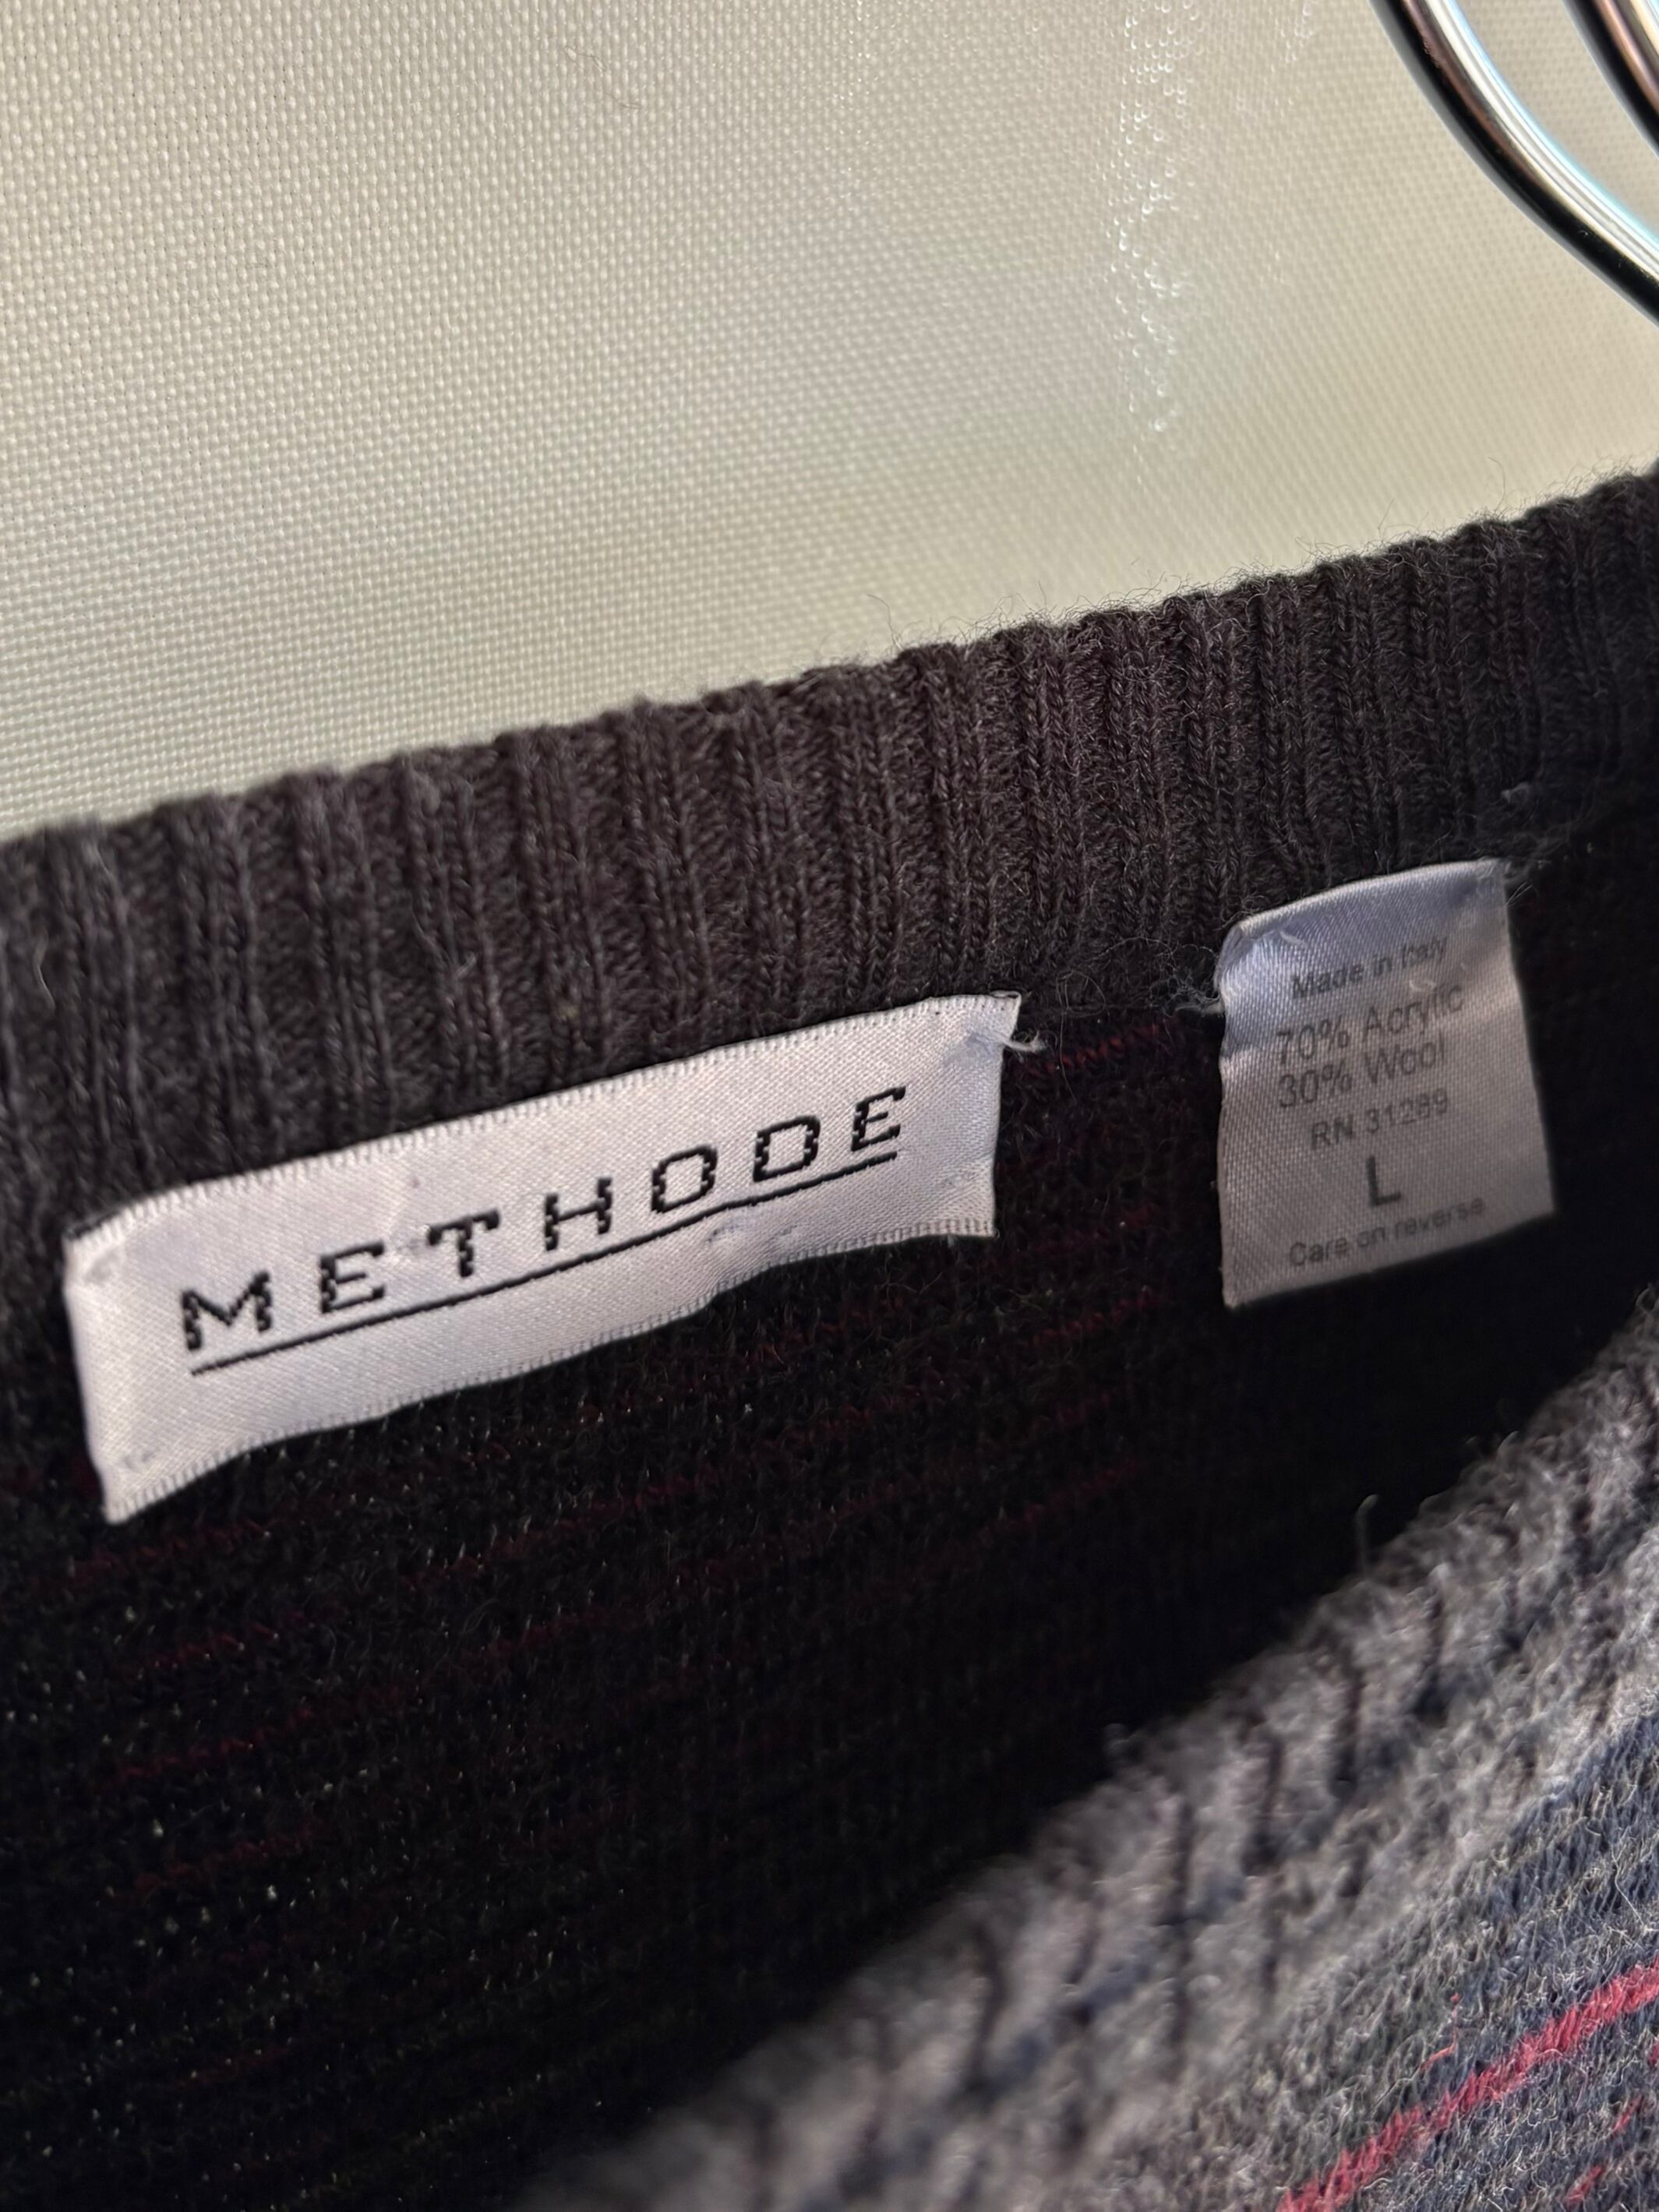 METHODE
Made in Italy
70% Acrylic
30% Wool
RN 31289
L
Care on reverse